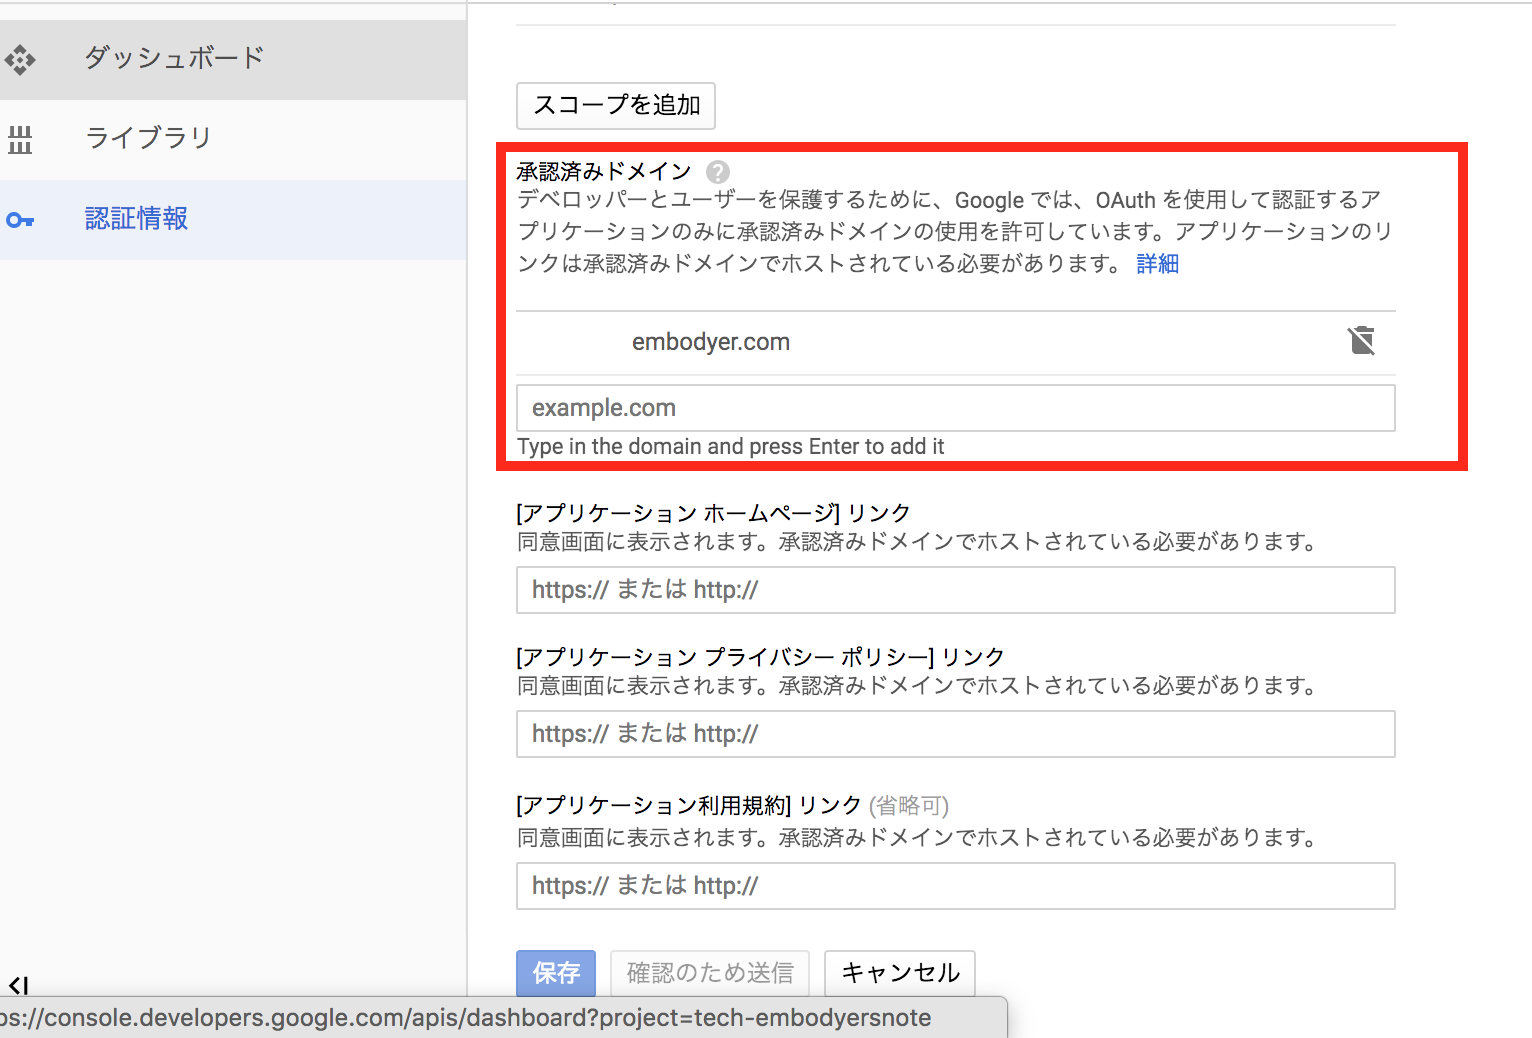 ダッシュボード
ライブラリ
認証情報
スコープを追加
承認済みドメイン ?
デベロッパーとユーザーを保護するために、Google では、OAuth を使用して認証するア
プリケーションのみに承認済みドメインの使用を許可しています。アプリケーションのリ
ンクは承認済みドメインでホストされている必要があります。 詳細
embodyer.com
example.com
Type in the domain and press Enter to add it
[アプリケーション ホームページ] リンク
同意画面に表示されます。承認済みドメインでホストされている必要があります。
https:// または http://
[アプリケーション プライバシー ポリシー] リンク
同意画面に表示されます。承認済みドメインでホストされている必要があります。
https:// または http://
[アプリケーション利用規約] リンク (省略可)
同意画面に表示されます。承認済みドメインでホストされている必要があります。
https:// または http://
保存 確認のため送信 キャンセル
ps://console.developers.google.com/apis/dashboard?project=tech-embodyersnote